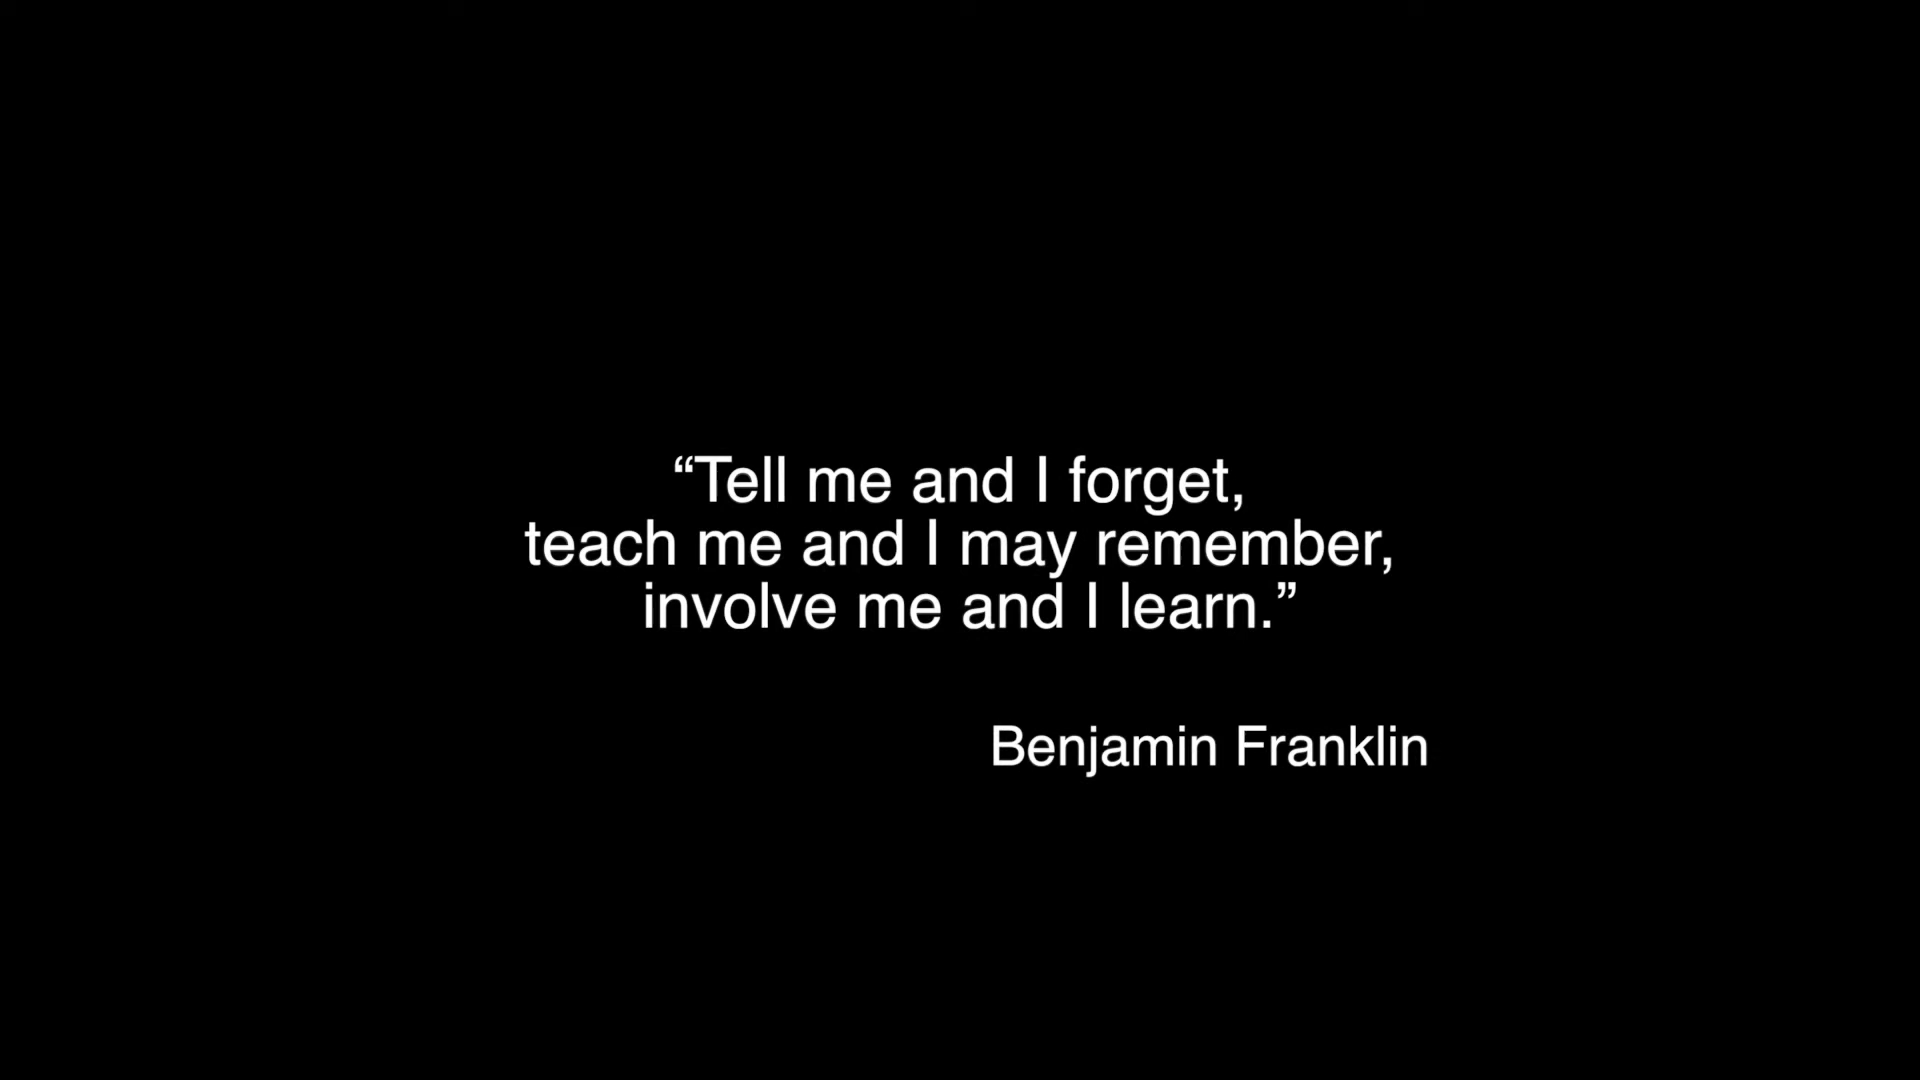 “Tell me and I forget,
teach me and I may remember,
involve me and I learn.”
Benjamin Franklin